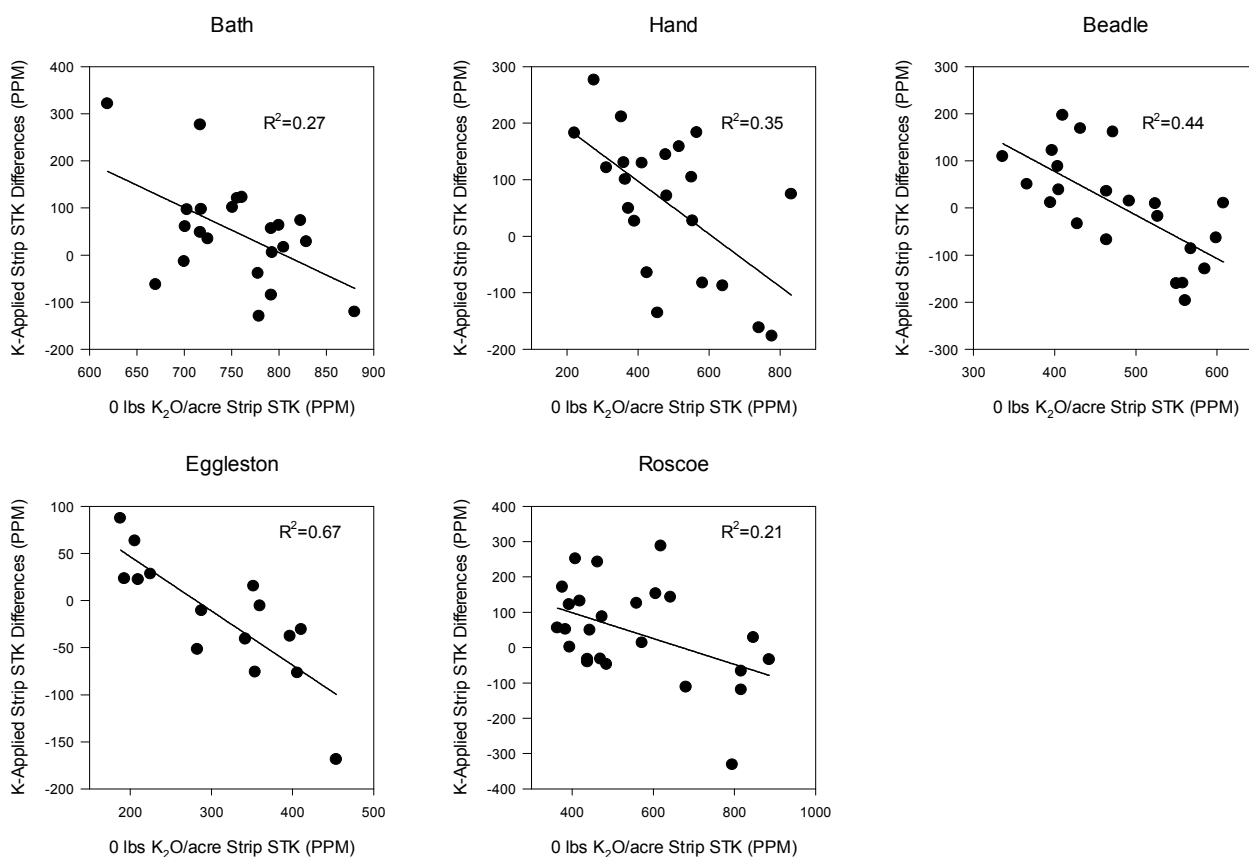 Bath
K-Applied Strip STK Differences (PPM)
400
300
200
100
0
-100
-200
R²=0.27
600 650 700 750 800 850 900
0 lbs K₂O/acre Strip STK (PPM)
Hand
K-Applied Strip STK Differences (PPM)
300
200
100
0
-100
-200
R²=0.35
200 400 600 800
0 lbs K₂O/acre Strip STK (PPM)
Beadle
K-Applied Strip STK Differences (PPM)
300
200
100
0
-100
-200
-300
R²=0.44
300 400 500 600
0 lbs K₂O/acre Strip STK (PPM)
Eggleston
K-Applied Strip STK Differences (PPM)
100
50
0
-50
-100
-150
-200
R²=0.67
200 300 400 500
0 lbs K₂O/acre Strip STK (PPM)
Roscoe
K-Applied Strip STK Differences (PPM)
400
300
200
100
0
-100
-200
-300
-400
R²=0.21
400 600 800 1000
0 lbs K₂O/acre Strip STK (PPM)